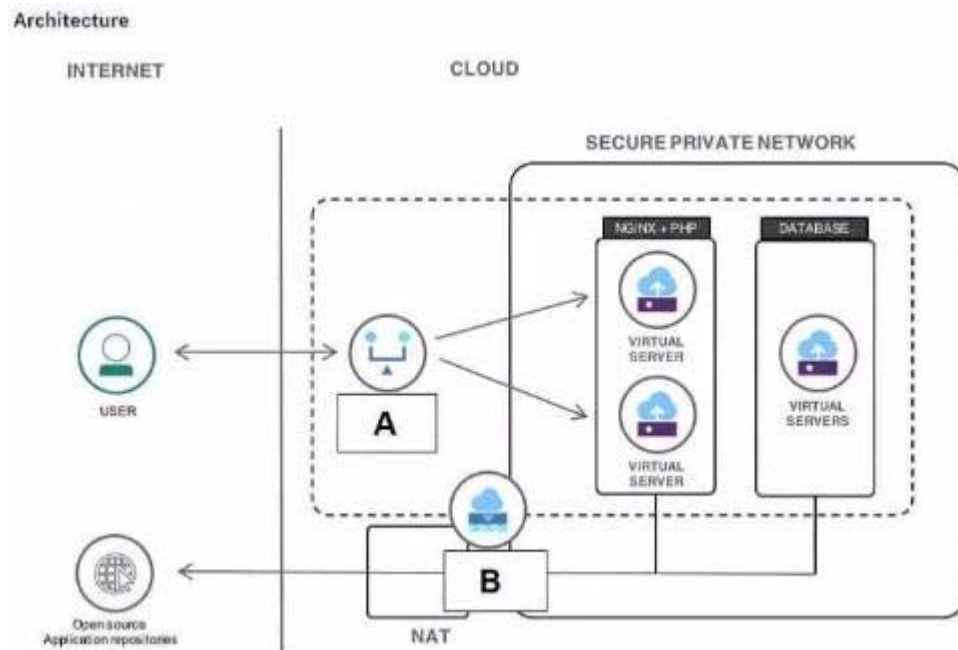 Architecture
INTERNET
CLOUD
SECURE PRIVATE NETWORK
NGINX + PHP
DATABASE
VIRTUAL
SERVER
USER
A
VIRTUAL
SERVERS
VIRTUAL
SERVER
B
Open source
Application repositories
NAT